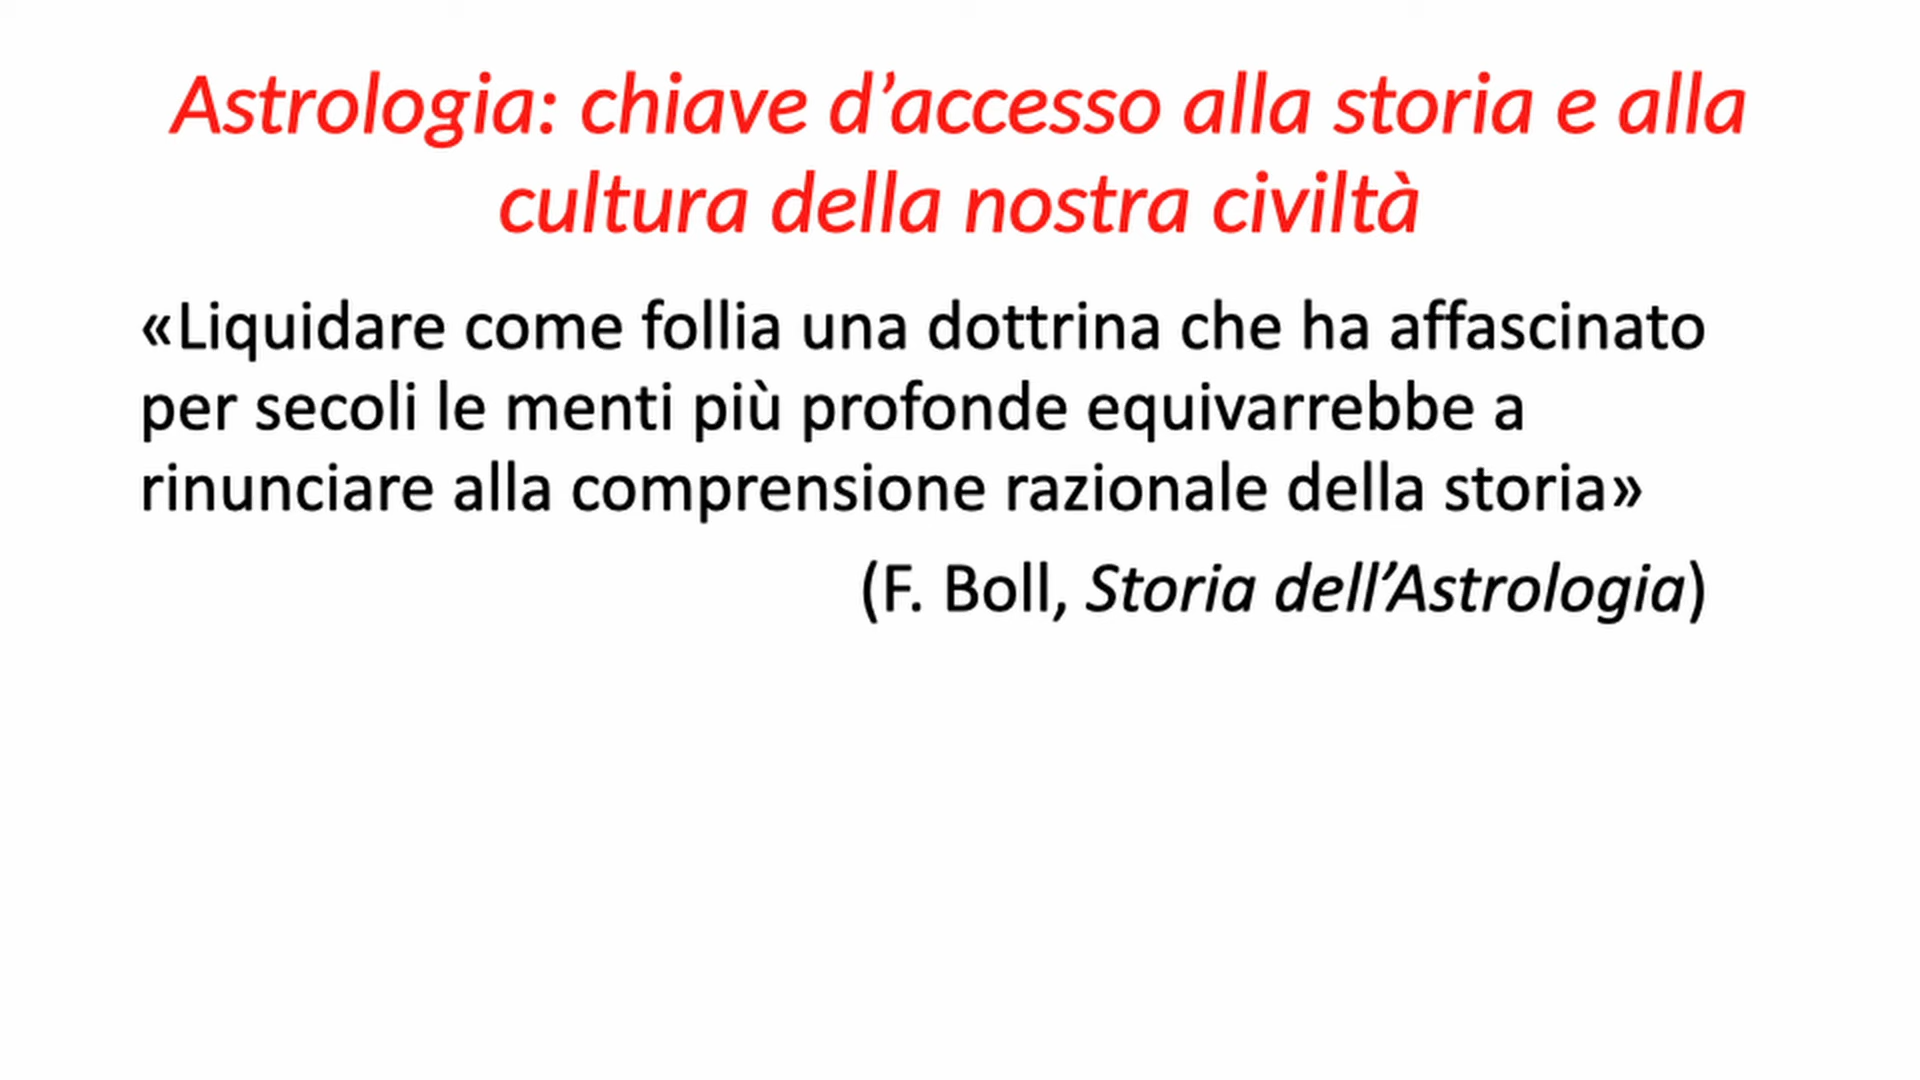 Astrologia: chiave d’accesso alla storia e alla
cultura della nostra civiltà
«Liquidare come follia una dottrina che ha affascinato
per secoli le menti più profonde equivarrebbe a
rinunciare alla comprensione razionale della storia»
(F. Boll, Storia dell’Astrologia)